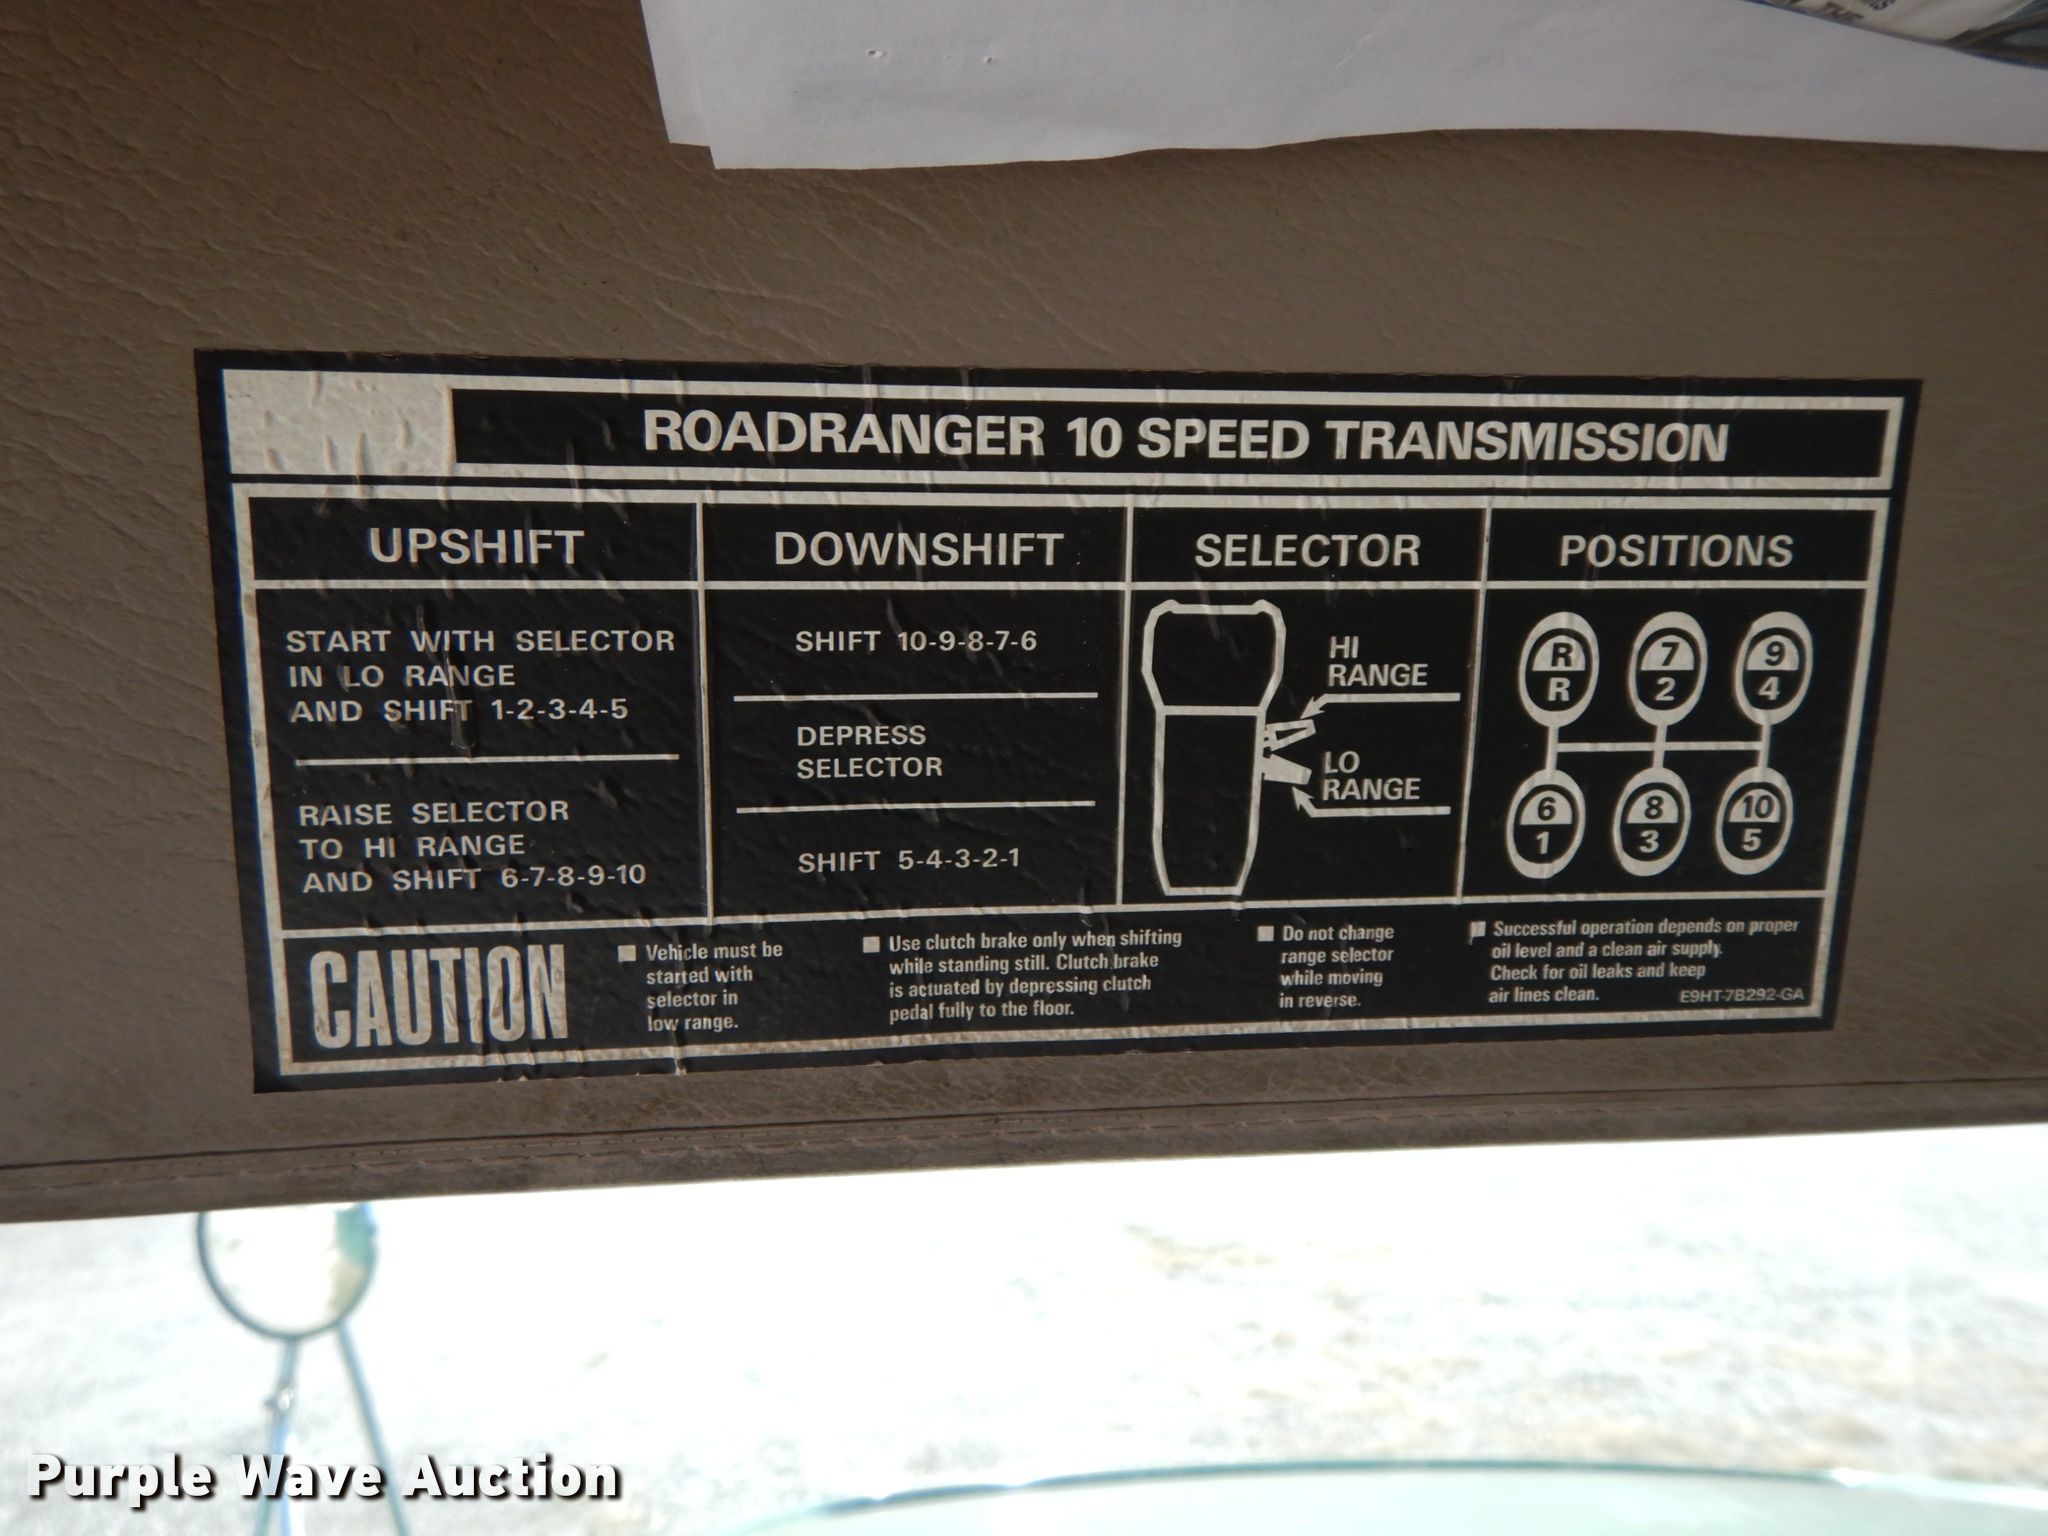 THE
ROADRANGER 10 SPEED TRANSMISSION
UPSHIFT
START WITH SELECTOR
IN LO RANGE
AND SHIFT 1-2-3-4-5
RAISE SELECTOR
TO HI RANGE
AND SHIFT 6-7-8-9-10
DOWNSHIFT
SHIFT 10-9-8-7-6
DEPRESS
SELECTOR
SHIFT 5-4-3-2-1
SELECTOR
HI
RANGE
LO
RANGE
POSITIONS
R 7 9
R 2 4
6 8 10
1 3 5
CAUTION
■ Vehicle must be
started with
selector in
low range.
■ Use clutch brake only when shifting
while standing still. Clutch brake
is actuated by depressing clutch
pedal fully to the floor.
■ Do not change
range selector
while moving
in reverse.
■ Successful operation depends on proper
oil level and a clean air supply.
Check for oil leaks and keep
air lines clean.
E9HT-7B292-GA
Purple Wave Auction